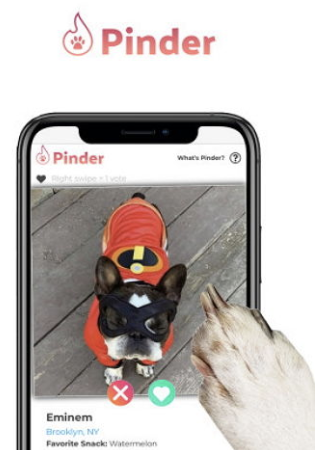 Pinder
Pinder
What's Pinder? ?
Right swipe = 1 vote
Eminem
Brooklyn, NY
Favorite Snack: Watermelon